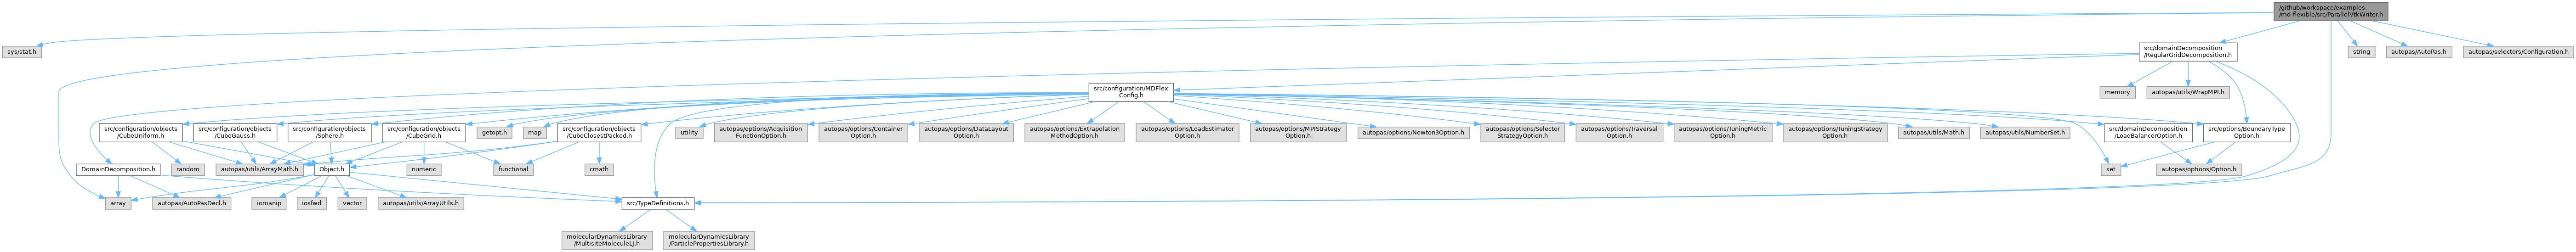 /github/workspace/examples
/md-flexible/src/ParallelVtkWriter.h
sys/stat.h
src/domainDecomposition
/RegularGridDecomposition.h
string
autopas/AutoPas.h
autopas/selectors/Configuration.h
src/configuration/MDFlex
Config.h
memory
autopas/utils/WrapMPI.h
src/configuration/objects
/CubeUniform.h
src/configuration/objects
/CubeGauss.h
src/configuration/objects
/Sphere.h
src/configuration/objects
/CubeGrid.h
getopt.h
map
src/configuration/objects
/CubeClosestPacked.h
utility
autopas/options/Acquisition
FunctionOption.h
autopas/options/Container
Option.h
autopas/options/DataLayout
Option.h
autopas/options/Extrapolation
MethodOption.h
autopas/options/LoadEstimator
Option.h
autopas/options/MPIStrategy
Option.h
autopas/options/Newton3Option.h
autopas/options/Selector
StrategyOption.h
autopas/options/Traversal
Option.h
autopas/options/TuningMetric
Option.h
autopas/options/TuningStrategy
Option.h
autopas/utils/Math.h
autopas/utils/NumberSet.h
src/domainDecomposition
/LoadBalancerOption.h
src/options/BoundaryType
Option.h
DomainDecomposition.h
random
autopas/utils/ArrayMath.h
Object.h
numeric
functional
cmath
set
autopas/options/Option.h
array
autopas/AutoPasDecl.h
iomanip
iosfwd
vector
autopas/utils/ArrayUtils.h
src/TypeDefinitions.h
molecularDynamicsLibrary
/MultisiteMoleculeLJ.h
molecularDynamicsLibrary
/ParticlePropertiesLibrary.h